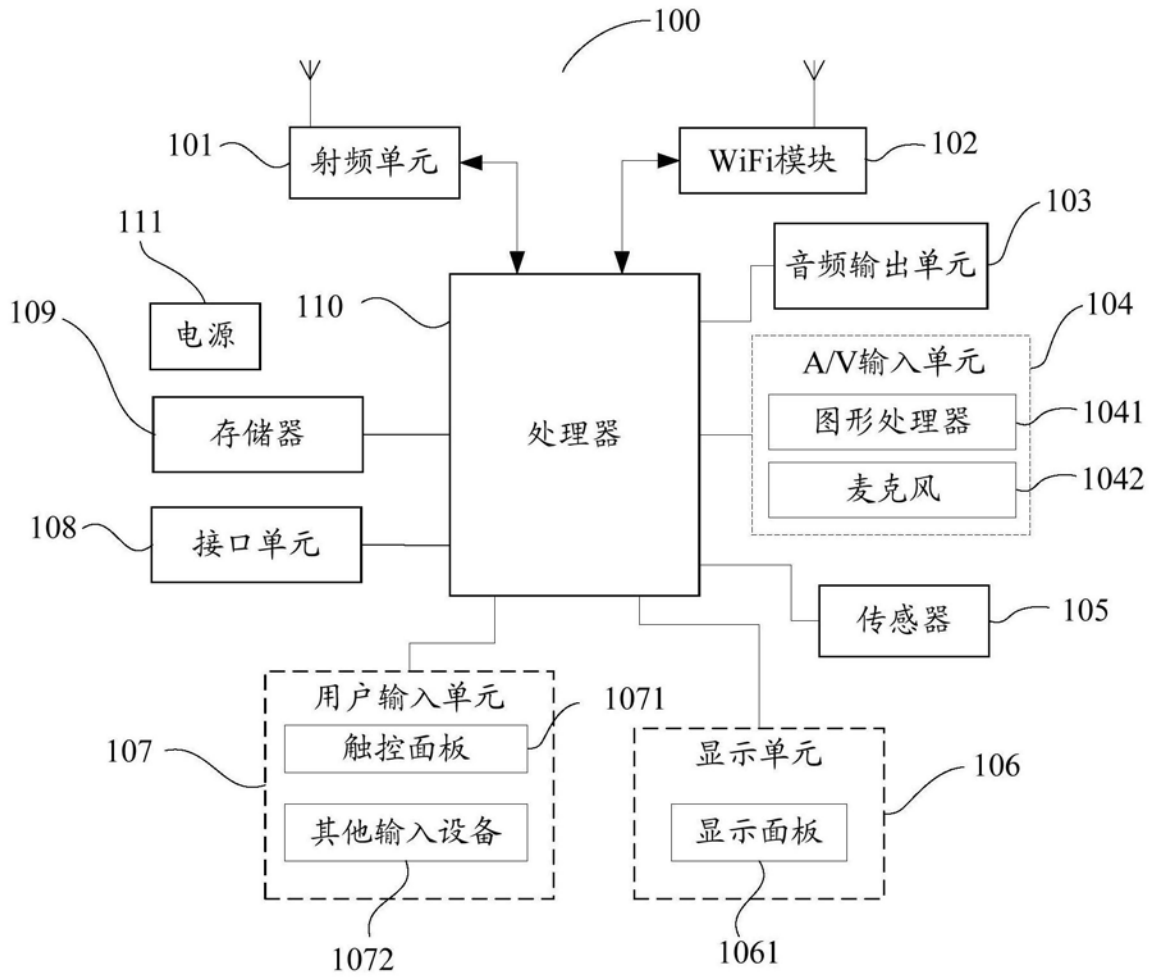 100
101
射频单元
WiFi模块
102
103
音频输出单元
111
电源
110
109
104
A/V输入单元
图形处理器
1041
麦克风
1042
处理器
存储器
108
接口单元
传感器
105
用户输入单元
1071
触控面板
107
其他输入设备
1072
显示单元
106
显示面板
1061